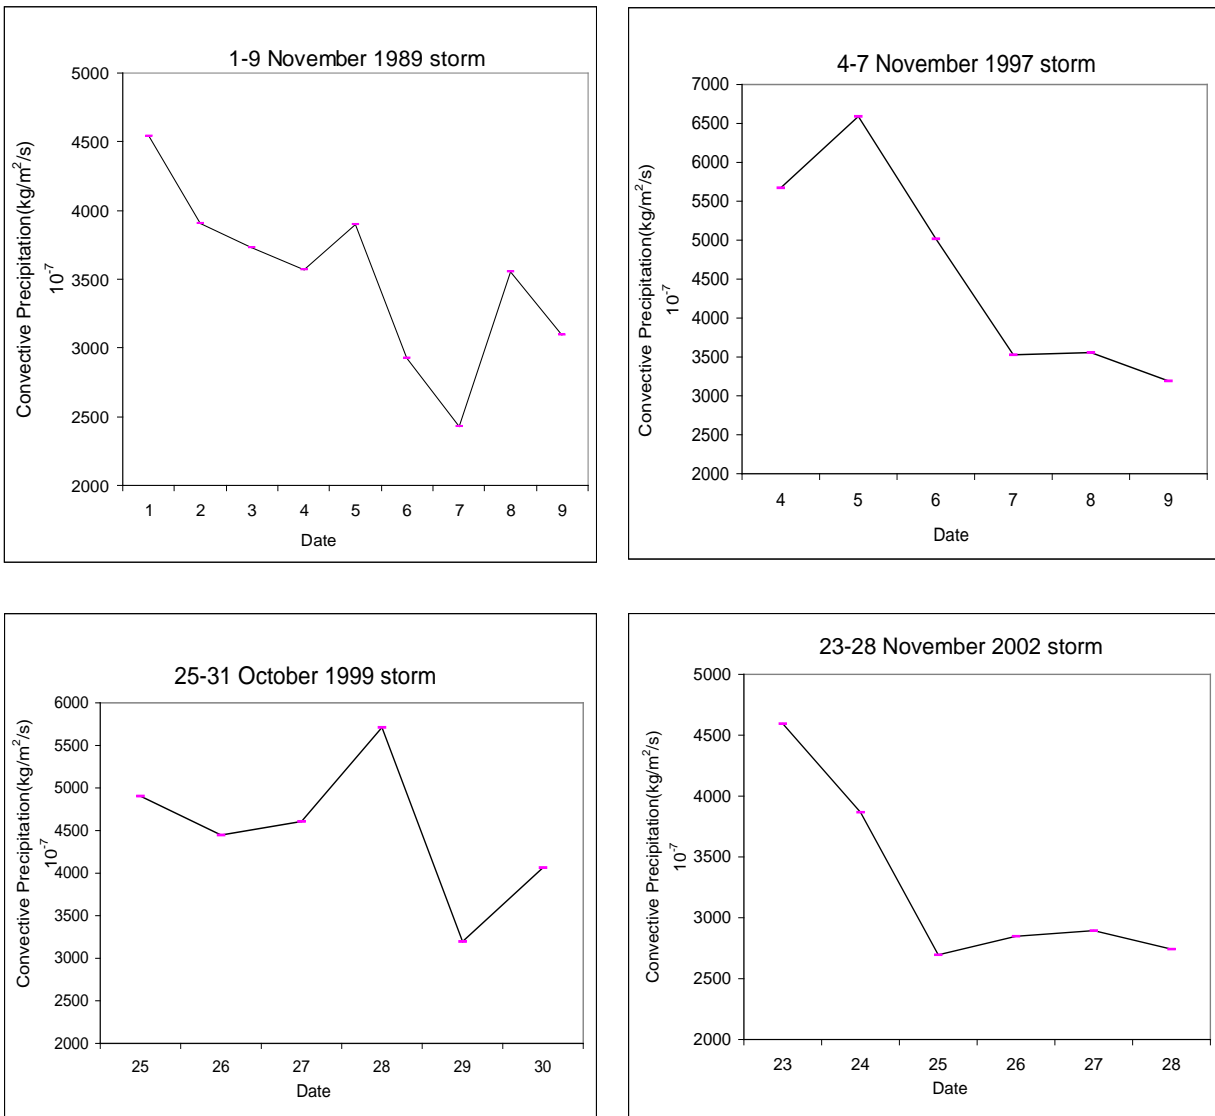 1-9 November 1989 storm
5000
4500
4000
3500
3000
2500
2000
Convective Precipitation(kg/m²/s)
10⁻⁷
1 2 3 4 5 6 7 8 9
Date
4-7 November 1997 storm
7000
6500
6000
5500
5000
4500
4000
3500
3000
2500
2000
Convective Precipitation(kg/m²/s)
10⁻⁷
4 5 6 7 8 9
Date
25-31 October 1999 storm
6000
5500
5000
4500
4000
3500
3000
2500
2000
Convective Precipitation(kg/m²/s)
10⁻⁷
25 26 27 28 29 30
Date
23-28 November 2002 storm
5000
4500
4000
3500
3000
2500
2000
Convective Precipitation(kg/m²/s)
10⁻⁷
23 24 25 26 27 28
Date